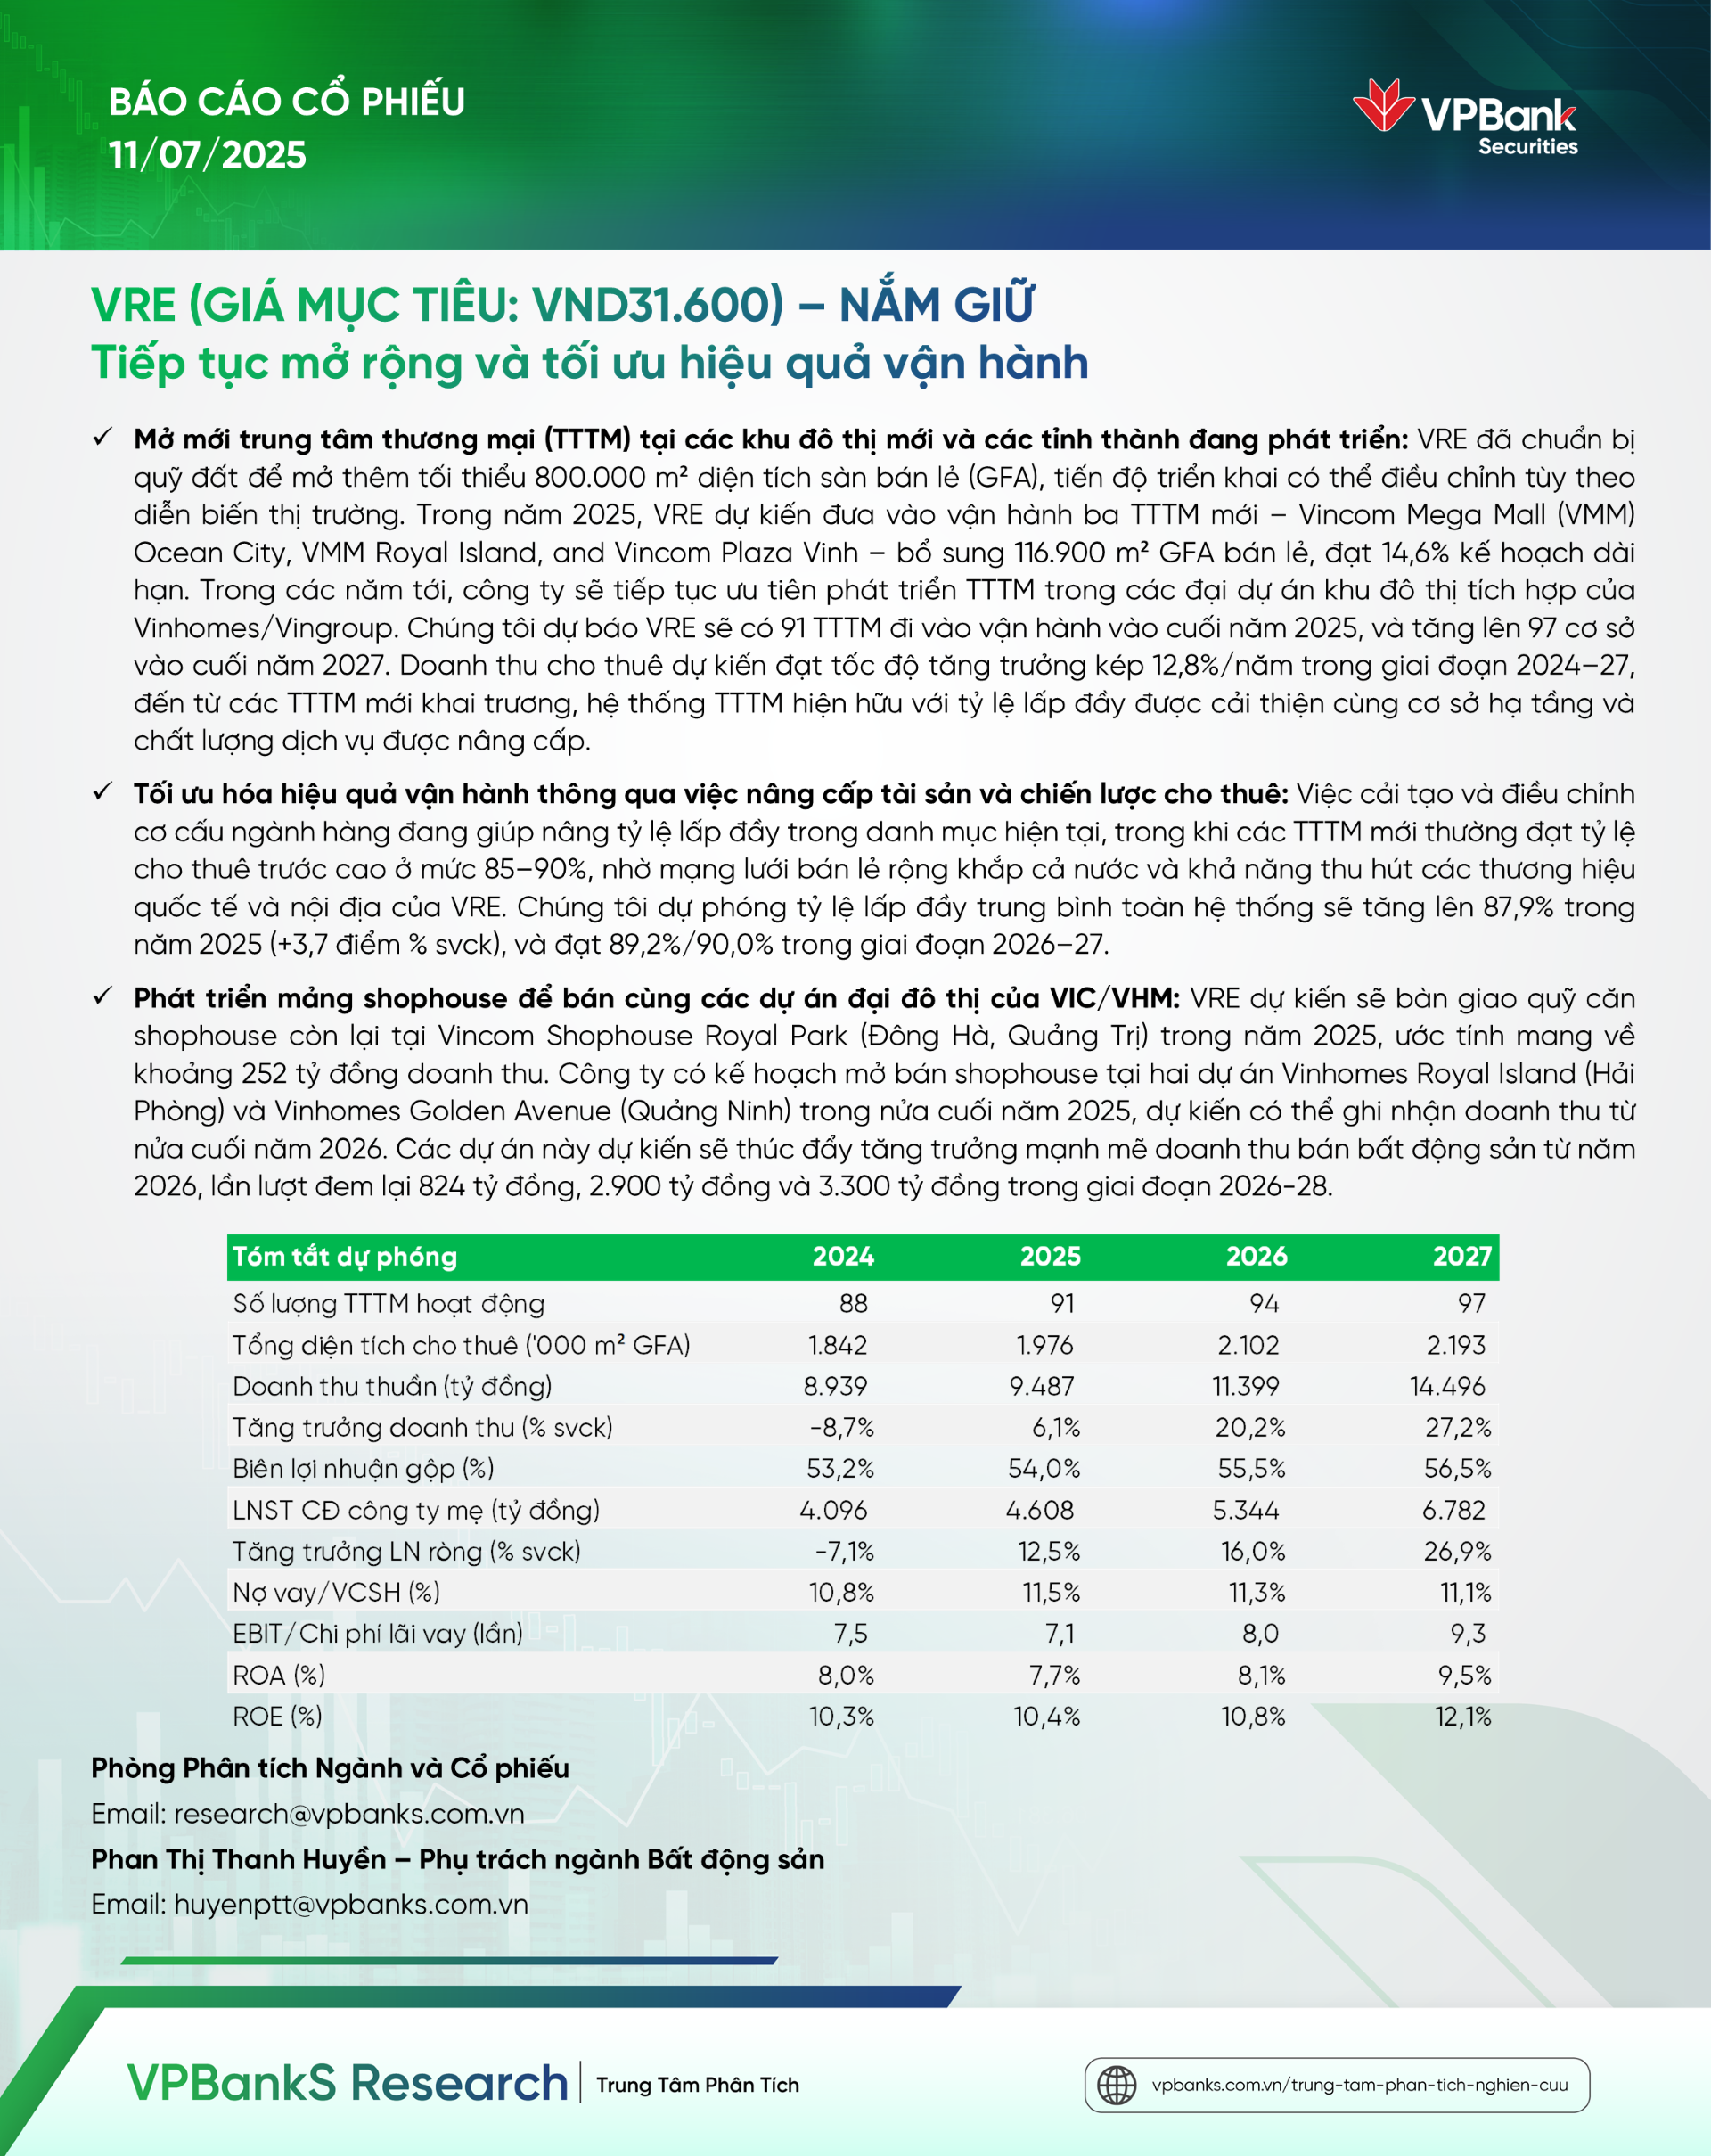 BÁO CÁO CỔ PHIẾU
11/07/2025
VPBank
Securities
VRE (GIÁ MỤC TIÊU: VND31.600) – NẮM GIỮ
Tiếp tục mở rộng và tối ưu hiệu quả vận hành
✓ Mở mới trung tâm thương mại (TTTM) tại các khu đô thị mới và các tỉnh thành đang phát triển: VRE đã chuẩn bị
quỹ đất để mở thêm tối thiểu 800.000 m² diện tích sàn bán lẻ (GFA), tiến độ triển khai có thể điều chỉnh tùy theo
diễn biến thị trường. Trong năm 2025, VRE dự kiến đưa vào vận hành ba TTTM mới – Vincom Mega Mall (VMM)
Ocean City, VMM Royal Island, and Vincom Plaza Vinh – bổ sung 116.900 m² GFA bán lẻ, đạt 14,6% kế hoạch dài
hạn. Trong các năm tới, công ty sẽ tiếp tục ưu tiên phát triển TTTM trong các đại dự án khu đô thị tích hợp của
Vinhomes/Vingroup. Chúng tôi dự báo VRE sẽ có 91 TTTM đi vào vận hành vào cuối năm 2025, và tăng lên 97 cơ sở
vào cuối năm 2027. Doanh thu cho thuê dự kiến đạt tốc độ tăng trưởng kép 12,8%/năm trong giai đoạn 2024–27,
đến từ các TTTM mới khai trương, hệ thống TTTM hiện hữu với tỷ lệ lấp đầy được cải thiện cùng cơ sở hạ tầng và
chất lượng dịch vụ được nâng cấp.
✓ Tối ưu hóa hiệu quả vận hành thông qua việc nâng cấp tài sản và chiến lược cho thuê: Việc cải tạo và điều chỉnh
cơ cấu ngành hàng đang giúp nâng tỷ lệ lấp đầy trong danh mục hiện tại, trong khi các TTTM mới thường đạt tỷ lệ
cho thuê trước cao ở mức 85–90%, nhờ mạng lưới bán lẻ rộng khắp cả nước và khả năng thu hút các thương hiệu
quốc tế và nội địa của VRE. Chúng tôi dự phóng tỷ lệ lấp đầy trung bình toàn hệ thống sẽ tăng lên 87,9% trong
năm 2025 (+3,7 điểm % svck), và đạt 89,2%/90,0% trong giai đoạn 2026–27.
✓ Phát triển mảng shophouse để bán cùng các dự án đại đô thị của VIC/VHM: VRE dự kiến sẽ bàn giao quỹ căn
shophouse còn lại tại Vincom Shophouse Royal Park (Đông Hà, Quảng Trị) trong năm 2025, ước tính mang về
khoảng 252 tỷ đồng doanh thu. Công ty có kế hoạch mở bán shophouse tại hai dự án Vinhomes Royal Island (Hải
Phòng) và Vinhomes Golden Avenue (Quảng Ninh) trong nửa cuối năm 2025, dự kiến có thể ghi nhận doanh thu từ
nửa cuối năm 2026. Các dự án này dự kiến sẽ thúc đẩy tăng trưởng mạnh mẽ doanh thu bán bất động sản từ năm
2026, lần lượt đem lại 824 tỷ đồng, 2.900 tỷ đồng và 3.300 tỷ đồng trong giai đoạn 2026-28.
Tóm tắt dự phóng 2024 2025 2026 2027
Số lượng TTTM hoạt động 88 91 94 97
Tổng diện tích cho thuê ('000 m² GFA) 1.842 1.976 2.102 2.193
Doanh thu thuần (tỷ đồng) 8.939 9.487 11.399 14.496
Tăng trưởng doanh thu (% svck) -8,7% 6,1% 20,2% 27,2%
Biên lợi nhuận gộp (%) 53,2% 54,0% 55,5% 56,5%
LNST CĐ công ty mẹ (tỷ đồng) 4.096 4.608 5.344 6.782
Tăng trưởng LN ròng (% svck) -7,1% 12,5% 16,0% 26,9%
Nợ vay/VCSH (%) 10,8% 11,5% 11,3% 11,1%
EBIT/Chi phí lãi vay (lần) 7,5 7,1 8,0 9,3
ROA (%) 8,0% 7,7% 8,1% 9,5%
ROE (%) 10,3% 10,4% 10,8% 12,1%
Phòng Phân tích Ngành và Cổ phiếu
Email: research@vpbanks.com.vn
Phan Thị Thanh Huyền – Phụ trách ngành Bất động sản
Email: huyenptt@vpbanks.com.vn
VPBankS Research | Trung Tâm Phân Tích
vpbanks.com.vn/trung-tam-phan-tich-nghien-cuu